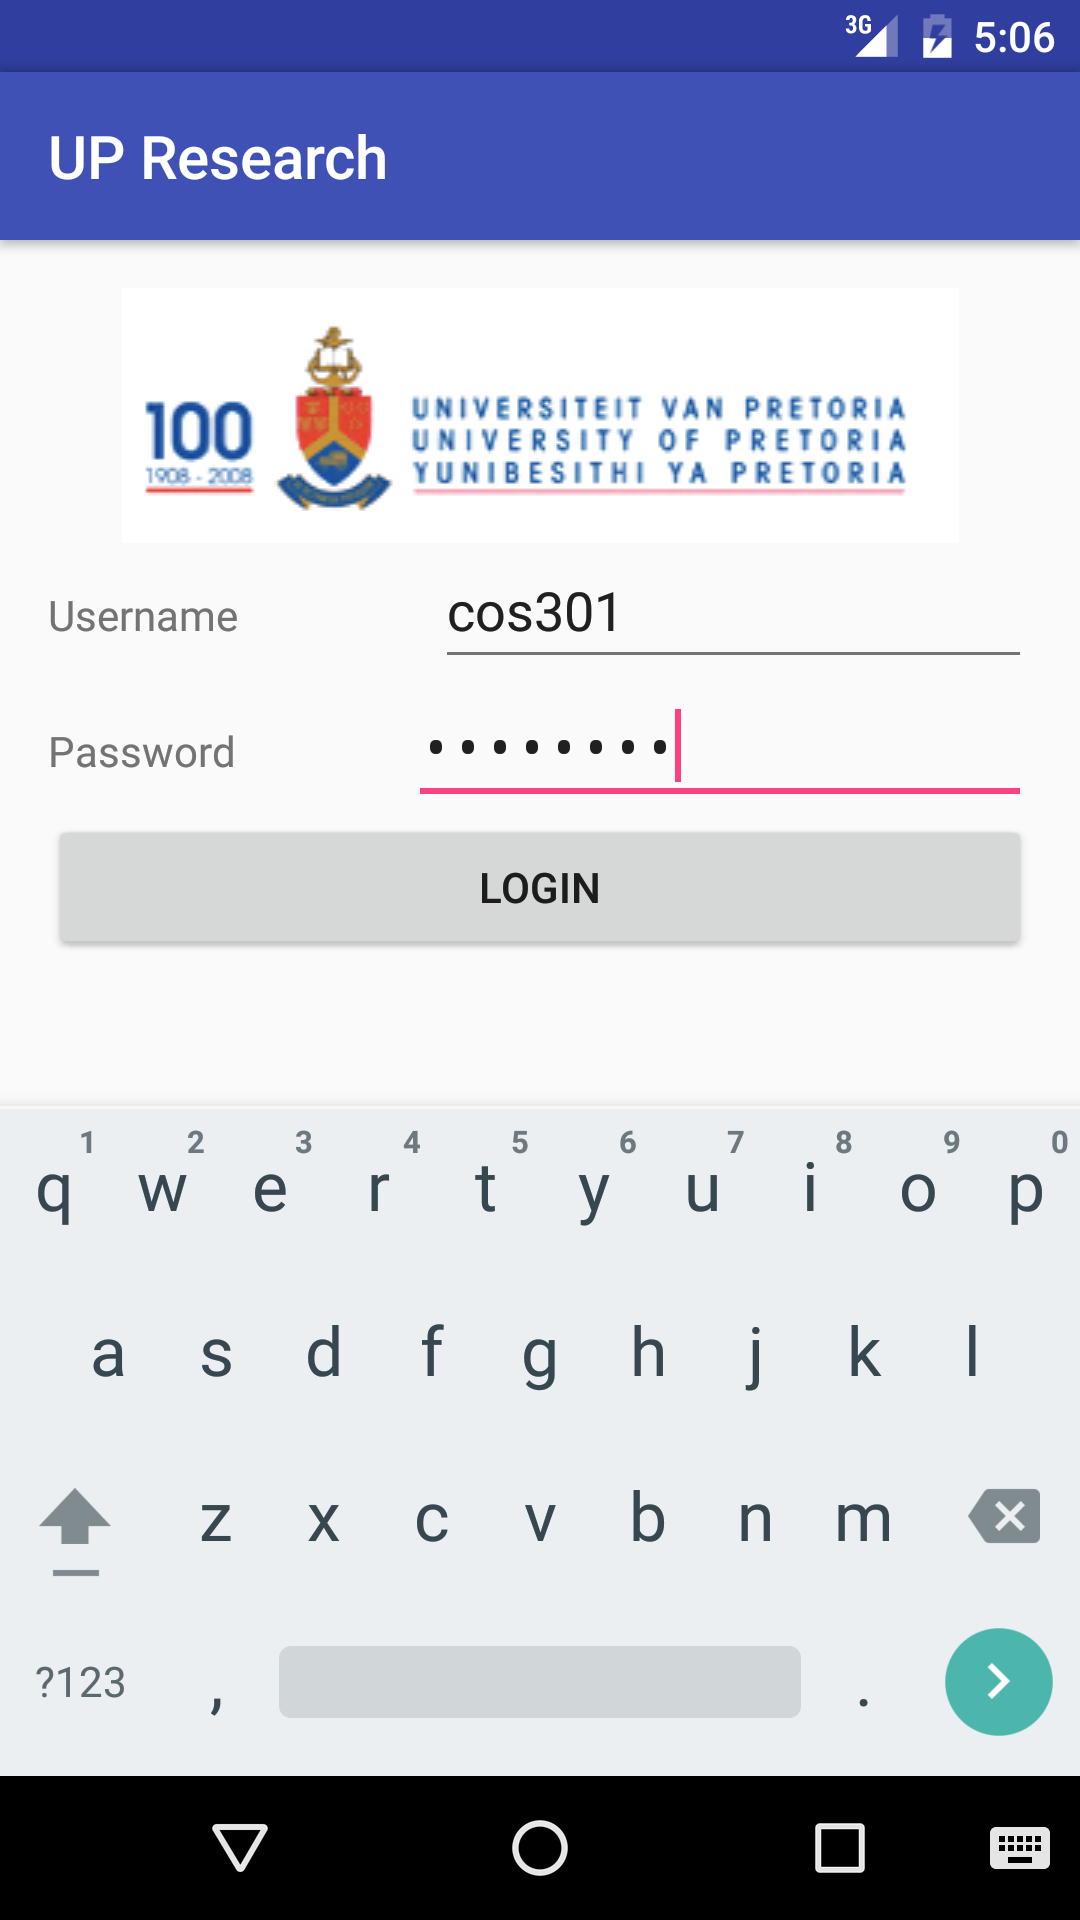 3G 5:06
UP Research
100
1908 - 2008
UNIVERSITEIT VAN PRETORIA
UNIVERSITY OF PRETORIA
YUNIBESITHI YA PRETORIA
Username cos301
Password ••••••••
LOGIN
1 2 3 4 5 6 7 8 9 0
q w e r t y u i o p
a s d f g h j k l
z x c v b n m
?123 , .